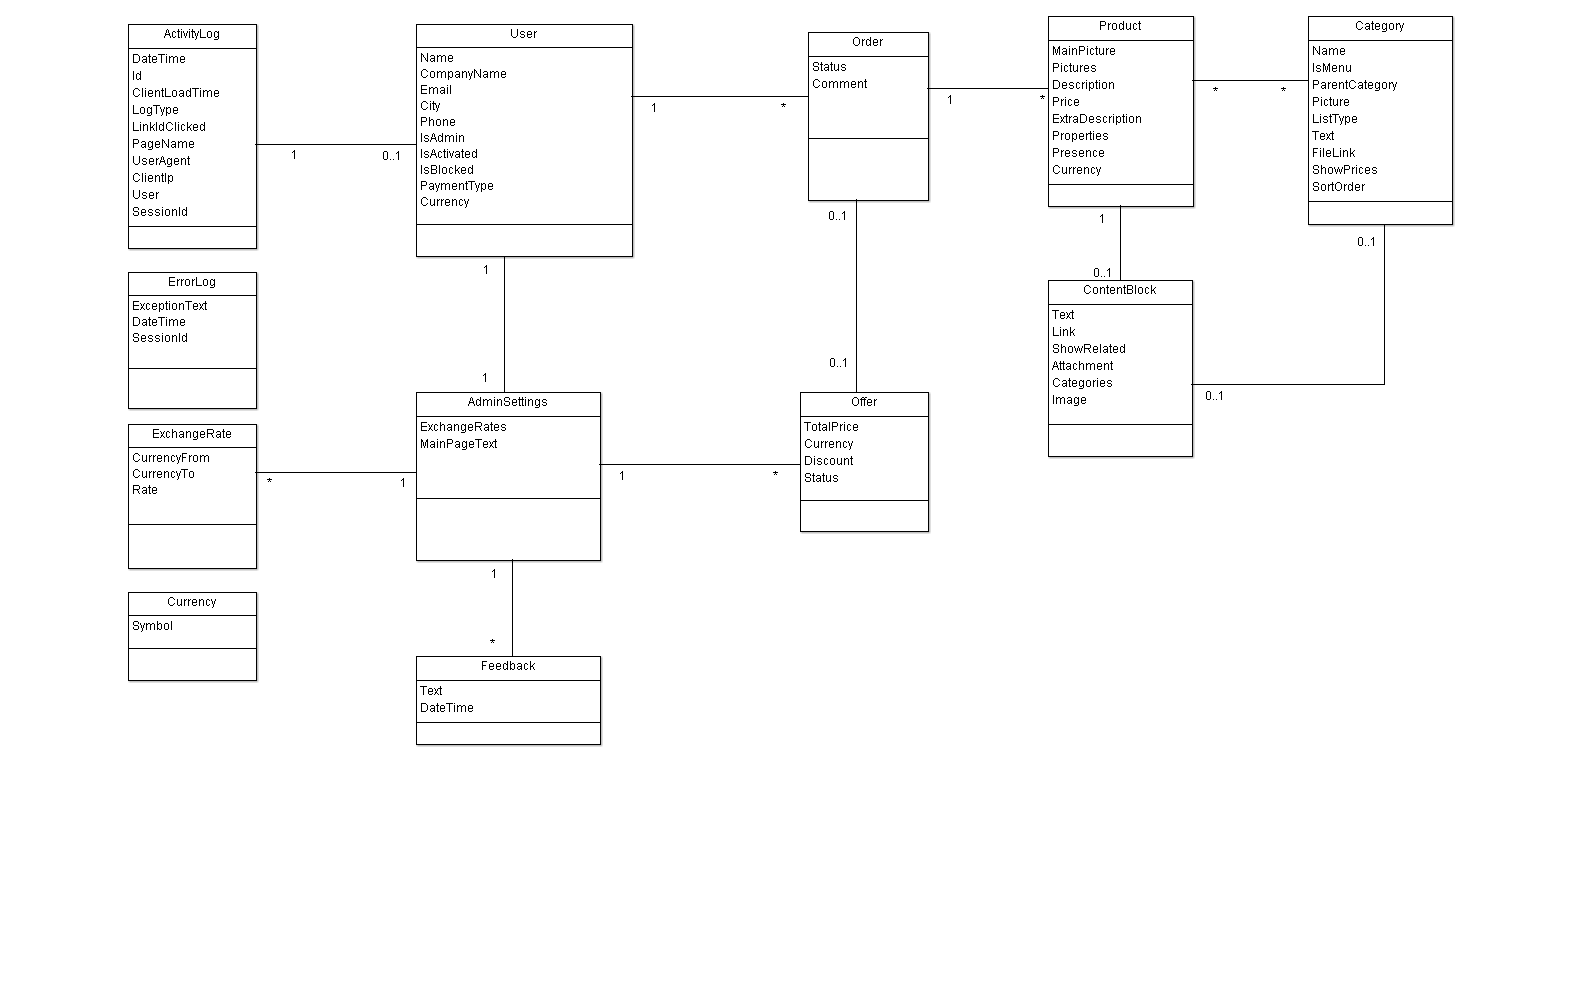 ActivityLog
DateTime
Id
ClientLoadTime
LogType
LinkIdClicked
PageName
UserAgent
ClientIp
User
SessionId
1
0..1
User
Name
CompanyName
Email
City
Phone
IsAdmin
IsActivated
IsBlocked
PaymentType
Currency
1
*
1
1
Order
Status
Comment
1
*
0..1
0..1
Product
MainPicture
Pictures
Description
Price
ExtraDescription
Properties
Presence
Currency
*
*
1
0..1
Category
Name
IsMenu
ParentCategory
Picture
ListType
Text
FileLink
ShowPrices
SortOrder
0..1
0..1
ErrorLog
ExceptionText
DateTime
SessionId
ContentBlock
Text
Link
ShowRelated
Attachment
Categories
Image
ExchangeRate
CurrencyFrom
CurrencyTo
Rate
*
1
AdminSettings
ExchangeRates
MainPageText
1
*
1
*
Offer
TotalPrice
Currency
Discount
Status
Currency
Symbol
Feedback
Text
DateTime